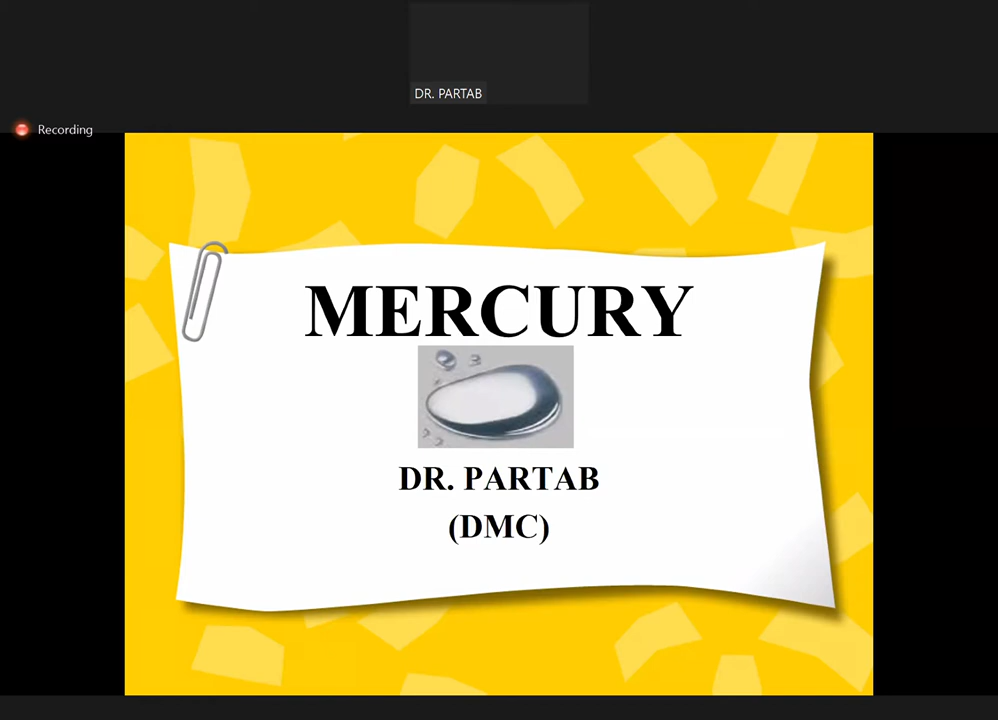 DR. PARTAB
Recording
MERCURY
DR. PARTAB
(DMC)